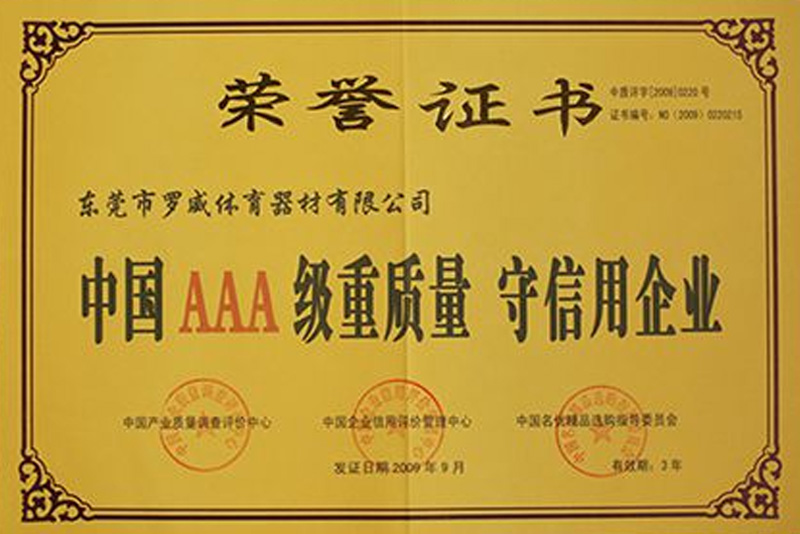 荣誉证书
中质评字[2009]0220号
证书编号：NO（2009）0220215
东莞市罗威体育器材有限公司
中国AAA级重质量 守信用企业
中国产业质量调查评价中心
中国企业信用评价管理中心
中国名优精品选购指导委员会
发证日期2009年9月
有效期：3年